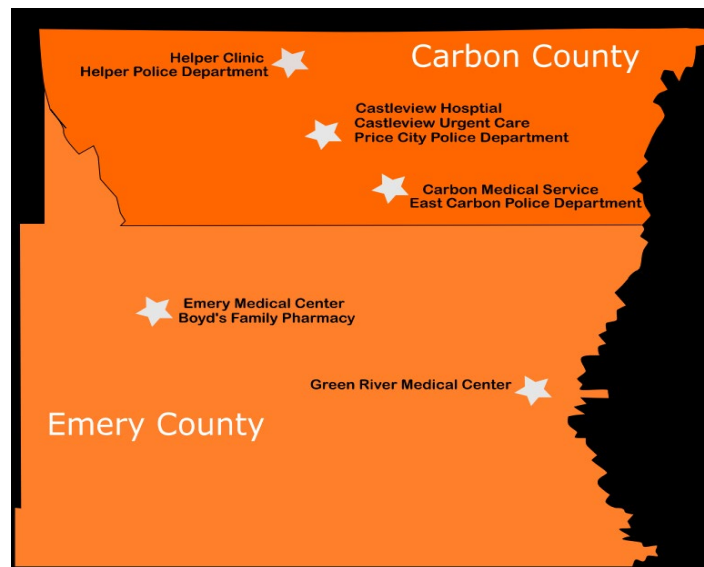 Carbon County
Helper Clinic
Helper Police Department
Castleview Hosptial
Castleview Urgent Care
Price City Police Department
Carbon Medical Service
East Carbon Police Department
Emery Medical Center
Boyd's Family Pharmacy
Green River Medical Center
Emery County